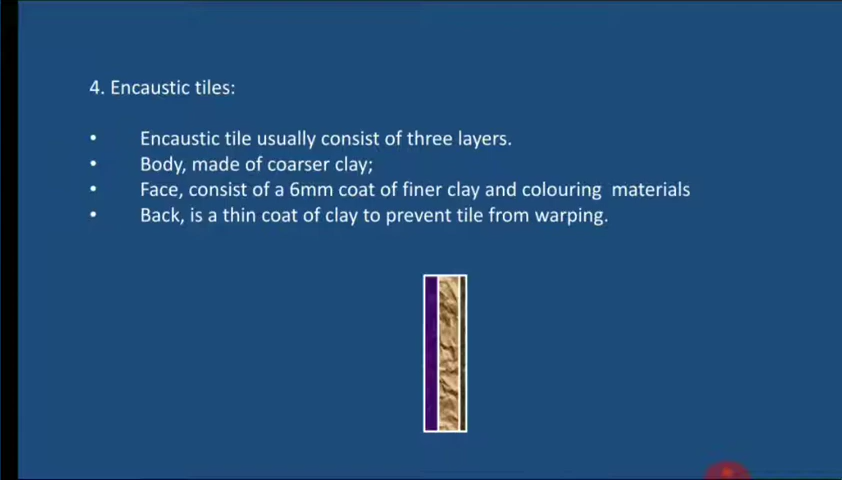 4. Encaustic tiles:
• Encaustic tile usually consist of three layers.
• Body, made of coarser clay;
• Face, consist of a 6mm coat of finer clay and colouring materials
• Back, is a thin coat of clay to prevent tile from warping.